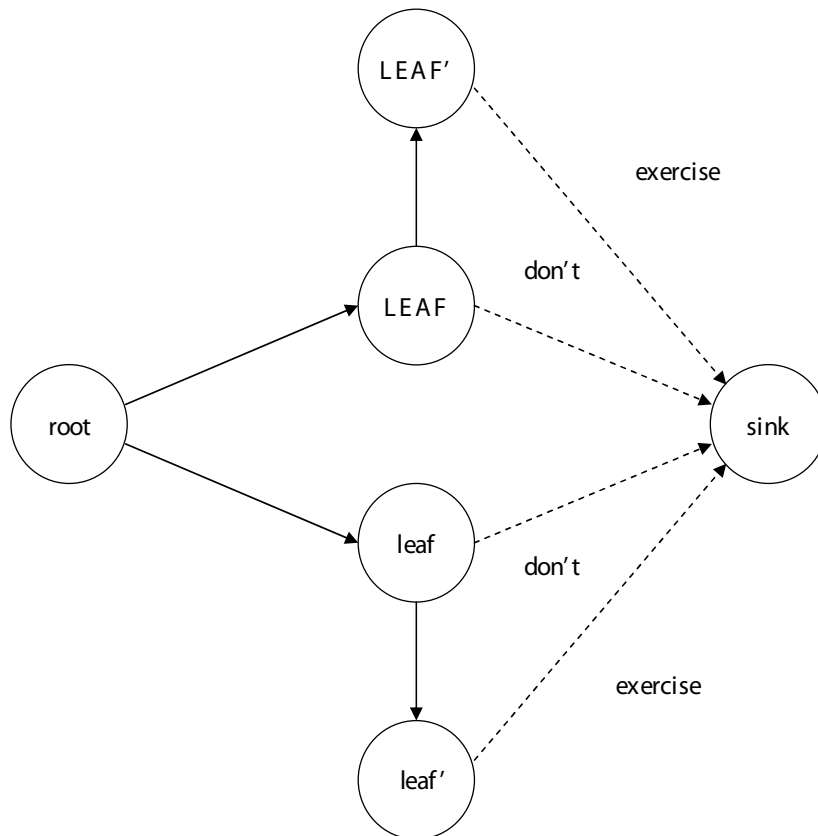 LEAF’
exercise
don’t
LEAF
root
sink
leaf
don’t
exercise
leaf’